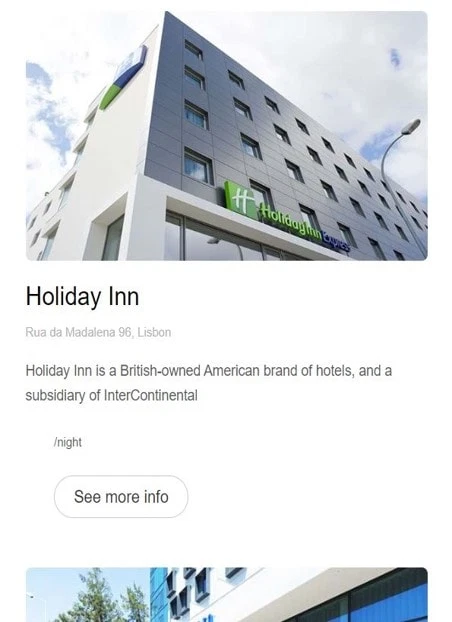 Holiday Inn Express
Holiday Inn
Rua da Madalena 96, Lisbon
Holiday Inn is a British-owned American brand of hotels, and a
subsidiary of InterContinental
/night
See more info